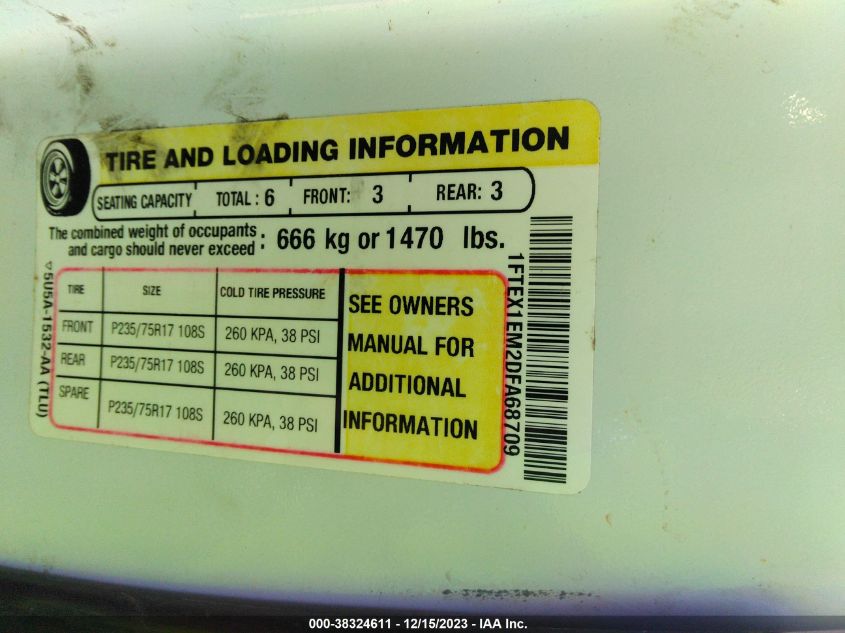 TIRE AND LOADING INFORMATION
SEATING CAPACITY TOTAL : 6 FRONT: 3 REAR: 3
The combined weight of occupants
and cargo should never exceed : 666 kg or 1470 lbs.
TIRE SIZE COLD TIRE PRESSURE
FRONT P235/75R17 108S 260 KPA, 38 PSI
REAR P235/75R17 108S 260 KPA, 38 PSI
SPARE P235/75R17 108S 260 KPA, 38 PSI
SEE OWNERS
MANUAL FOR
ADDITIONAL
INFORMATION
5U5A-1532-AA (TLU)
1FTEX1EM2DFA68709
000-38324611 - 12/15/2023 - IAA Inc.